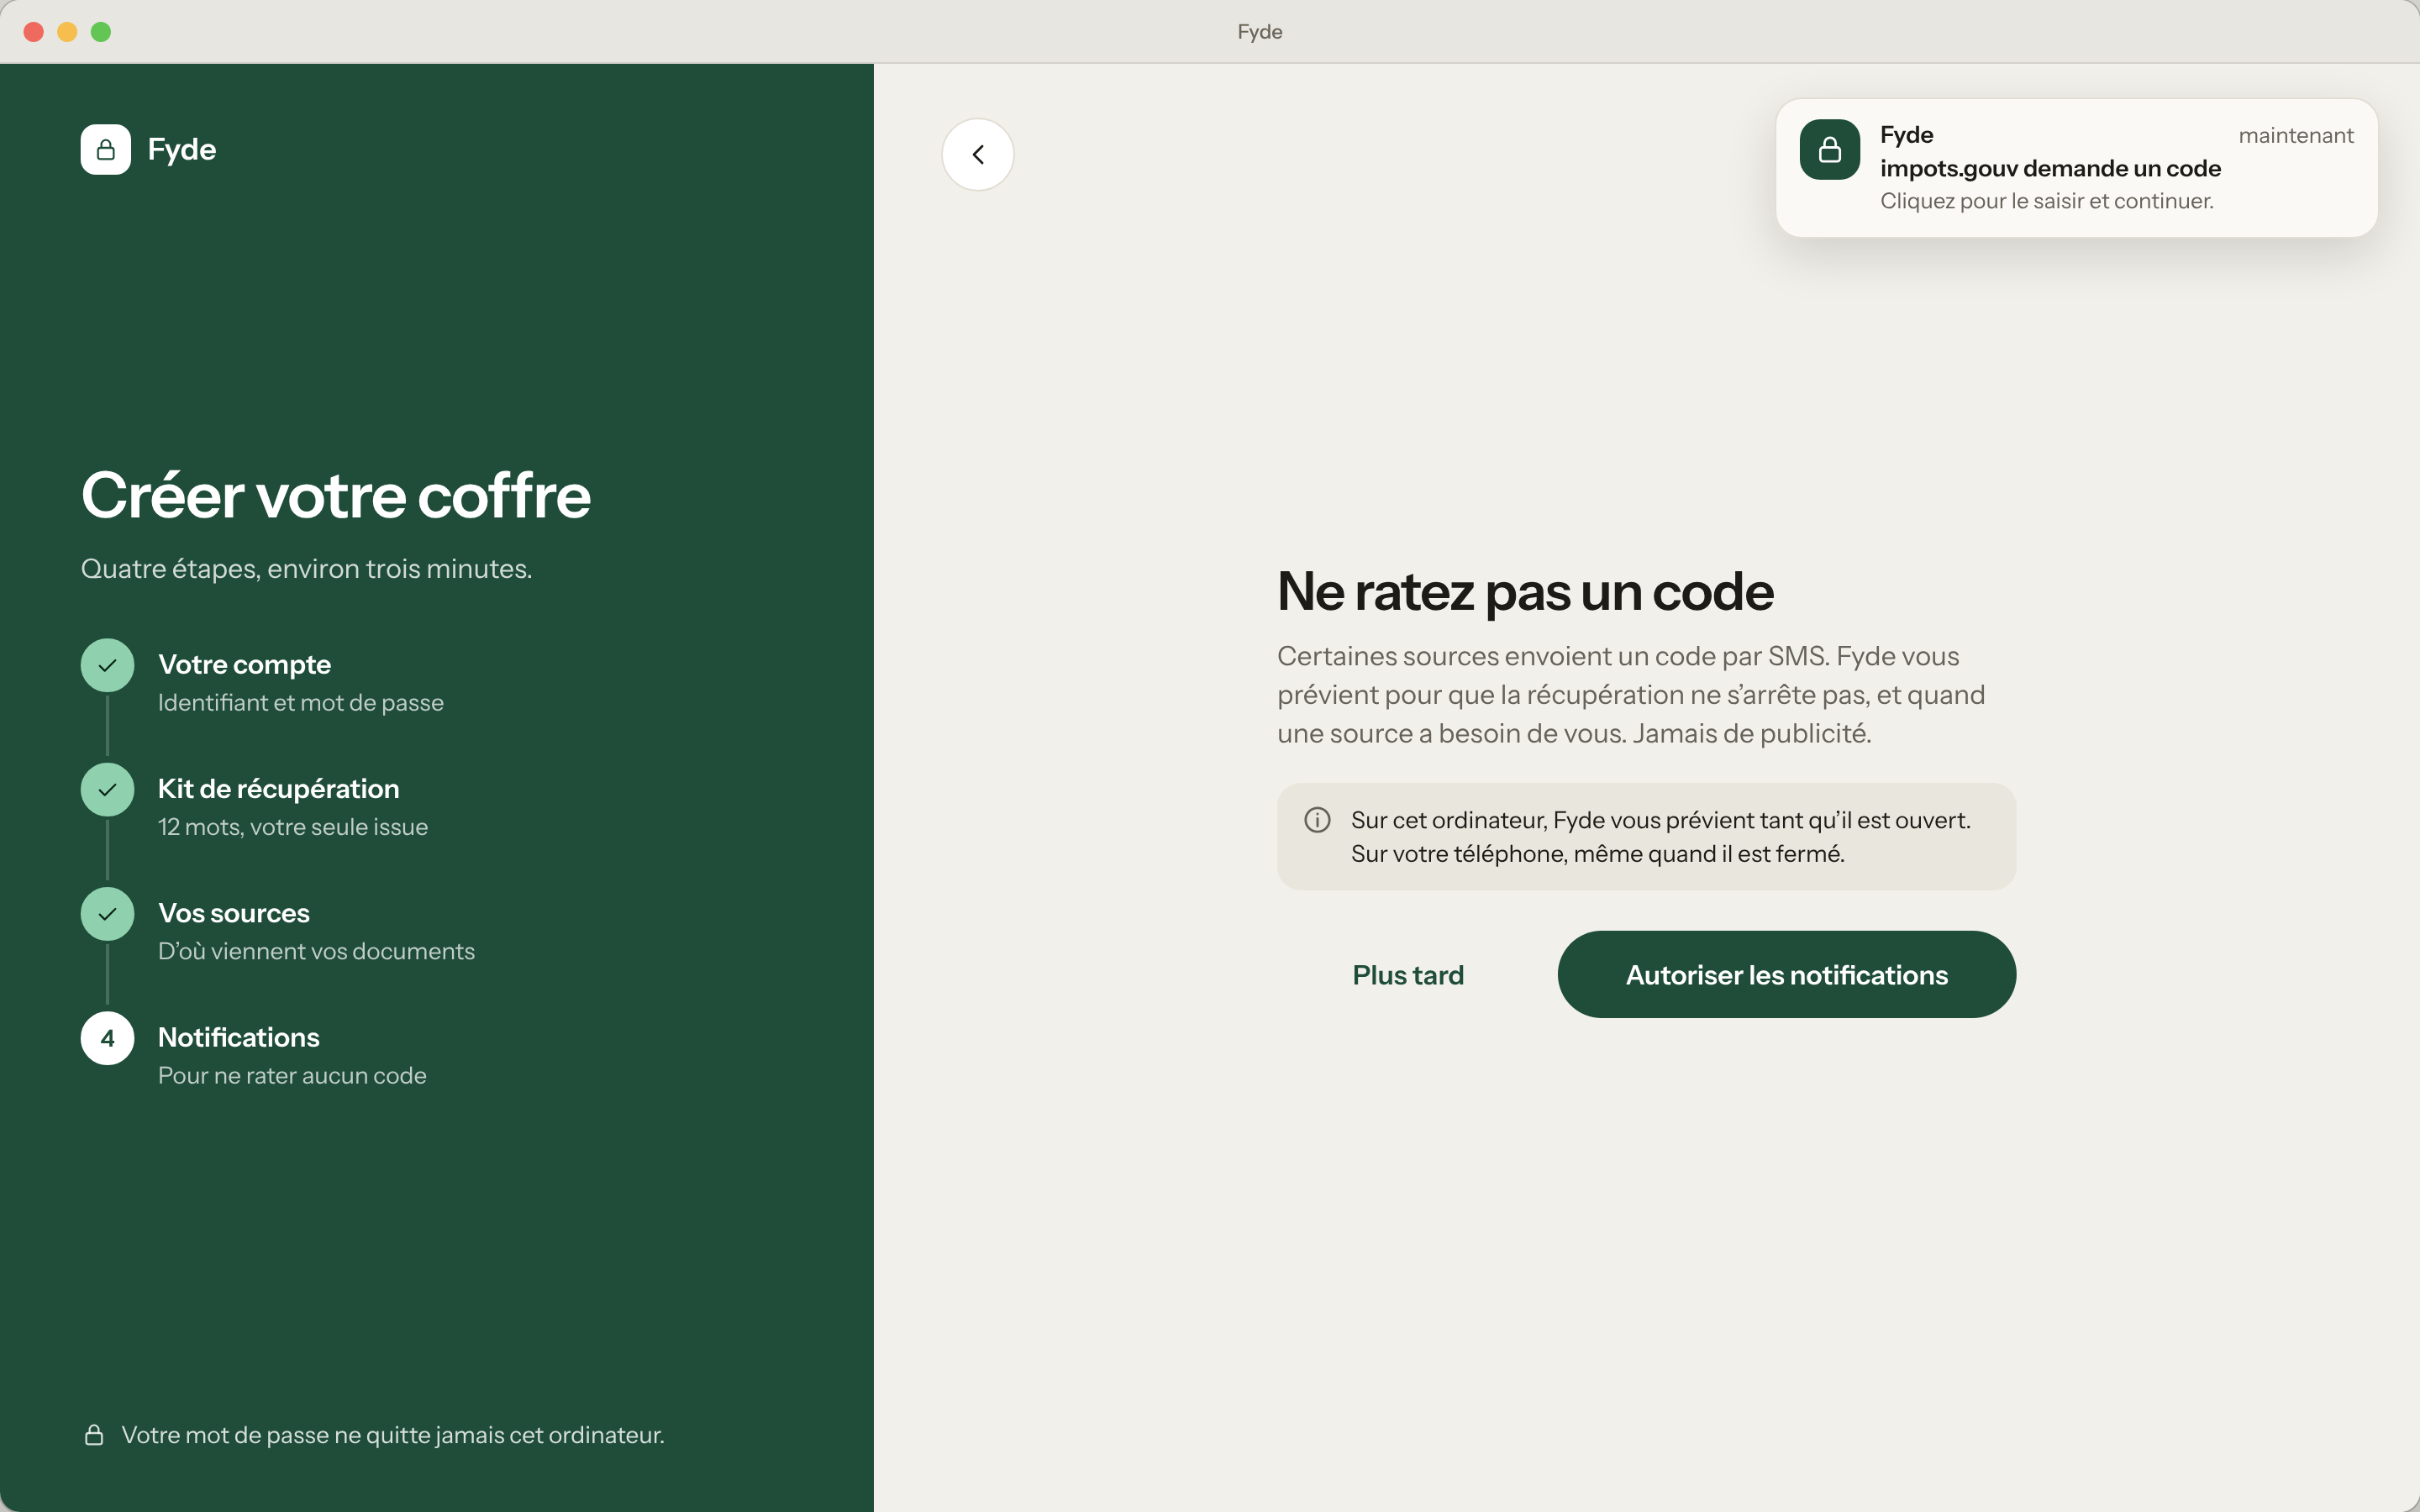 Fyde
Fyde
Créer votre coffre
Quatre étapes, environ trois minutes.
Votre compte
Identifiant et mot de passe
Kit de récupération
12 mots, votre seule issue
Vos sources
D’où viennent vos documents
4
Notifications
Pour ne rater aucun code
Votre mot de passe ne quitte jamais cet ordinateur.
Fyde
maintenant
impots.gouv demande un code
Cliquez pour le saisir et continuer.
Ne ratez pas un code
Certaines sources envoient un code par SMS. Fyde vous
prévient pour que la récupération ne s’arrête pas, et quand
une source a besoin de vous. Jamais de publicité.
Sur cet ordinateur, Fyde vous prévient tant qu’il est ouvert.
Sur votre téléphone, même quand il est fermé.
Plus tard
Autoriser les notifications